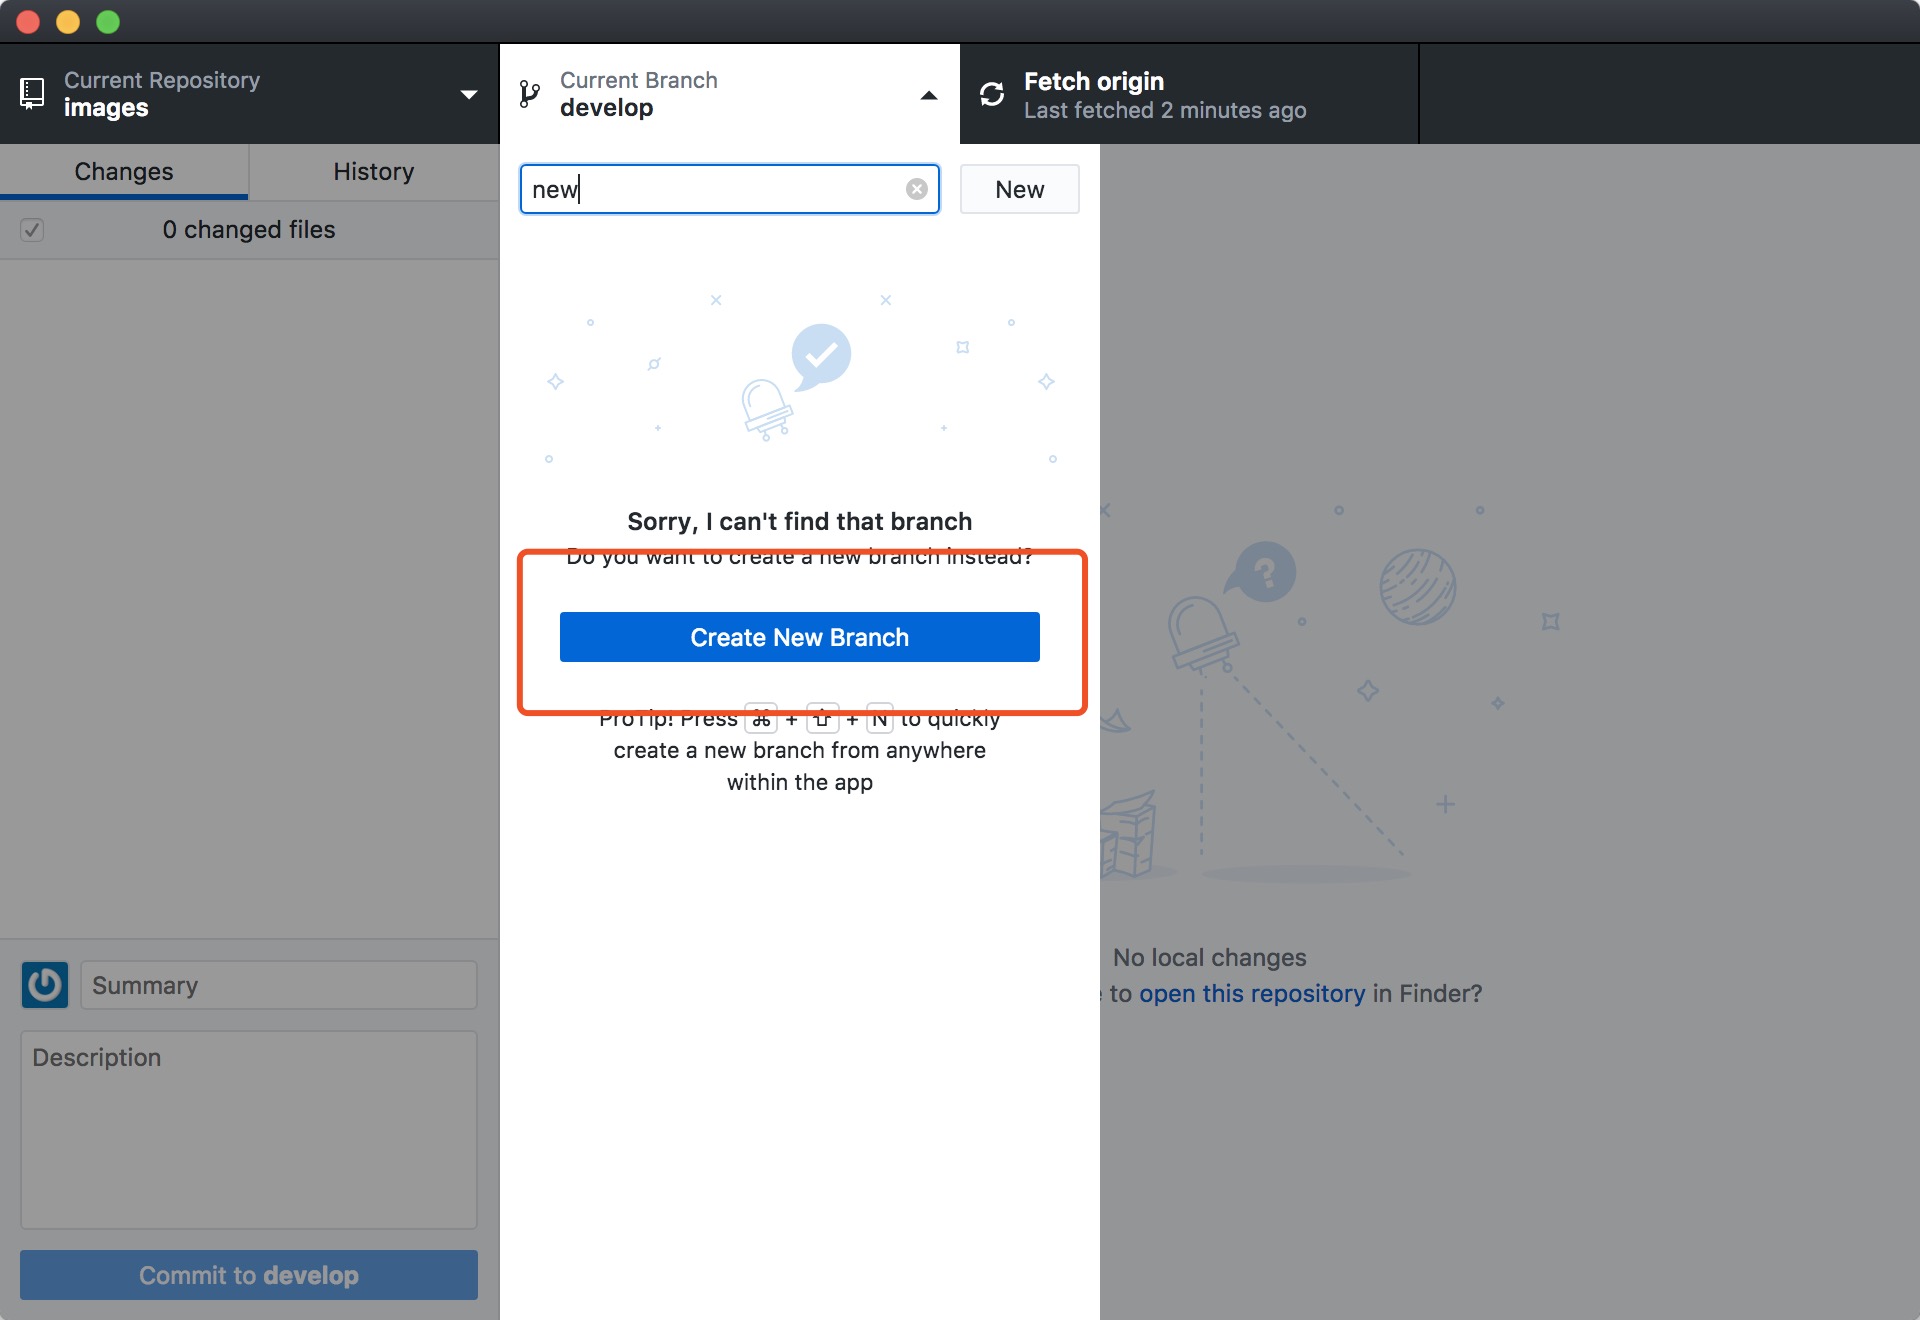 Current Repository
images
Current Branch
develop
Fetch origin
Last fetched 2 minutes ago
Changes
History
0 changed files
new
New
Sorry, I can't find that branch
Do you want to create a new branch instead?
Create New Branch
ProTip! Press ⌘ + ⇧ + N to quickly
create a new branch from anywhere
within the app
No local changes
to open this repository in Finder?
Summary
Description
Commit to develop